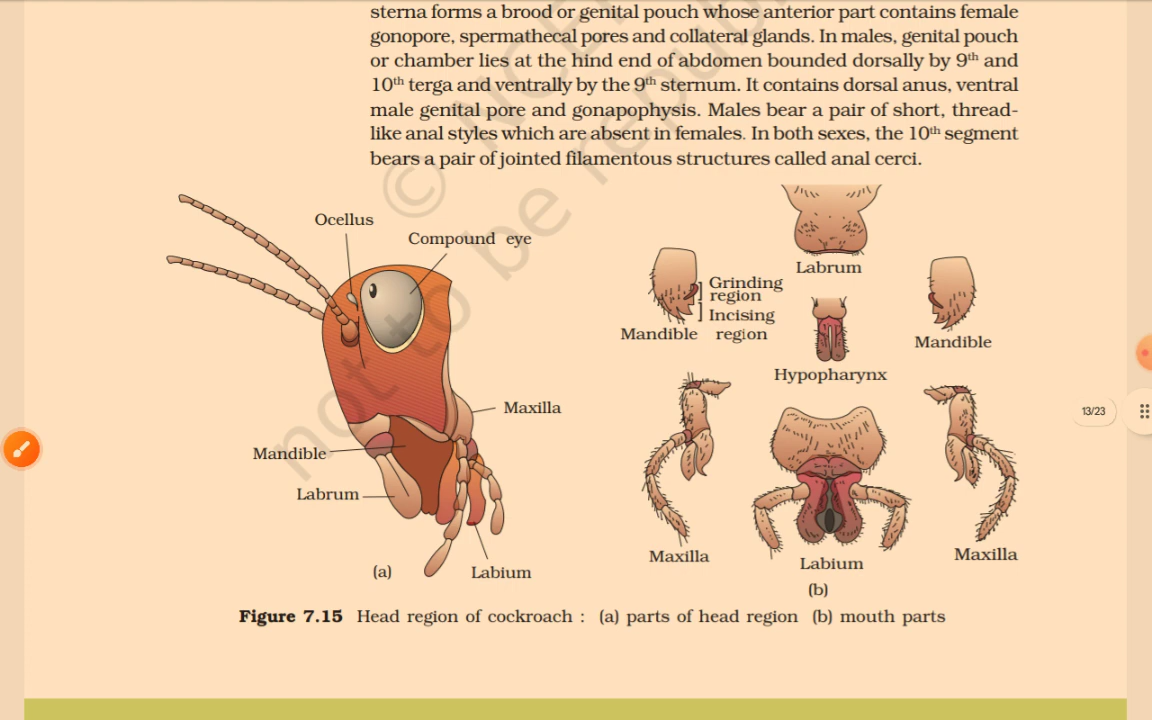 sterna forms a brood or genital pouch whose anterior part contains female
gonopore, spermathecal pores and collateral glands. In males, genital pouch
or chamber lies at the hind end of abdomen bounded dorsally by 9th and
10th terga and ventrally by the 9th sternum. It contains dorsal anus, ventral
male genital pore and gonapophysis. Males bear a pair of short, thread-
like anal styles which are absent in females. In both sexes, the 10th segment
bears a pair of jointed filamentous structures called anal cerci.
Ocellus
Compound eye
Maxilla
Mandible
Labrum
Labium
(a)
Labrum
Grinding
region
Incising
region
Mandible
Mandible
Hypopharynx
Maxilla
Labium
Maxilla
(b)
Figure 7.15 Head region of cockroach : (a) parts of head region (b) mouth parts
13/23
© NCE
not to be republ